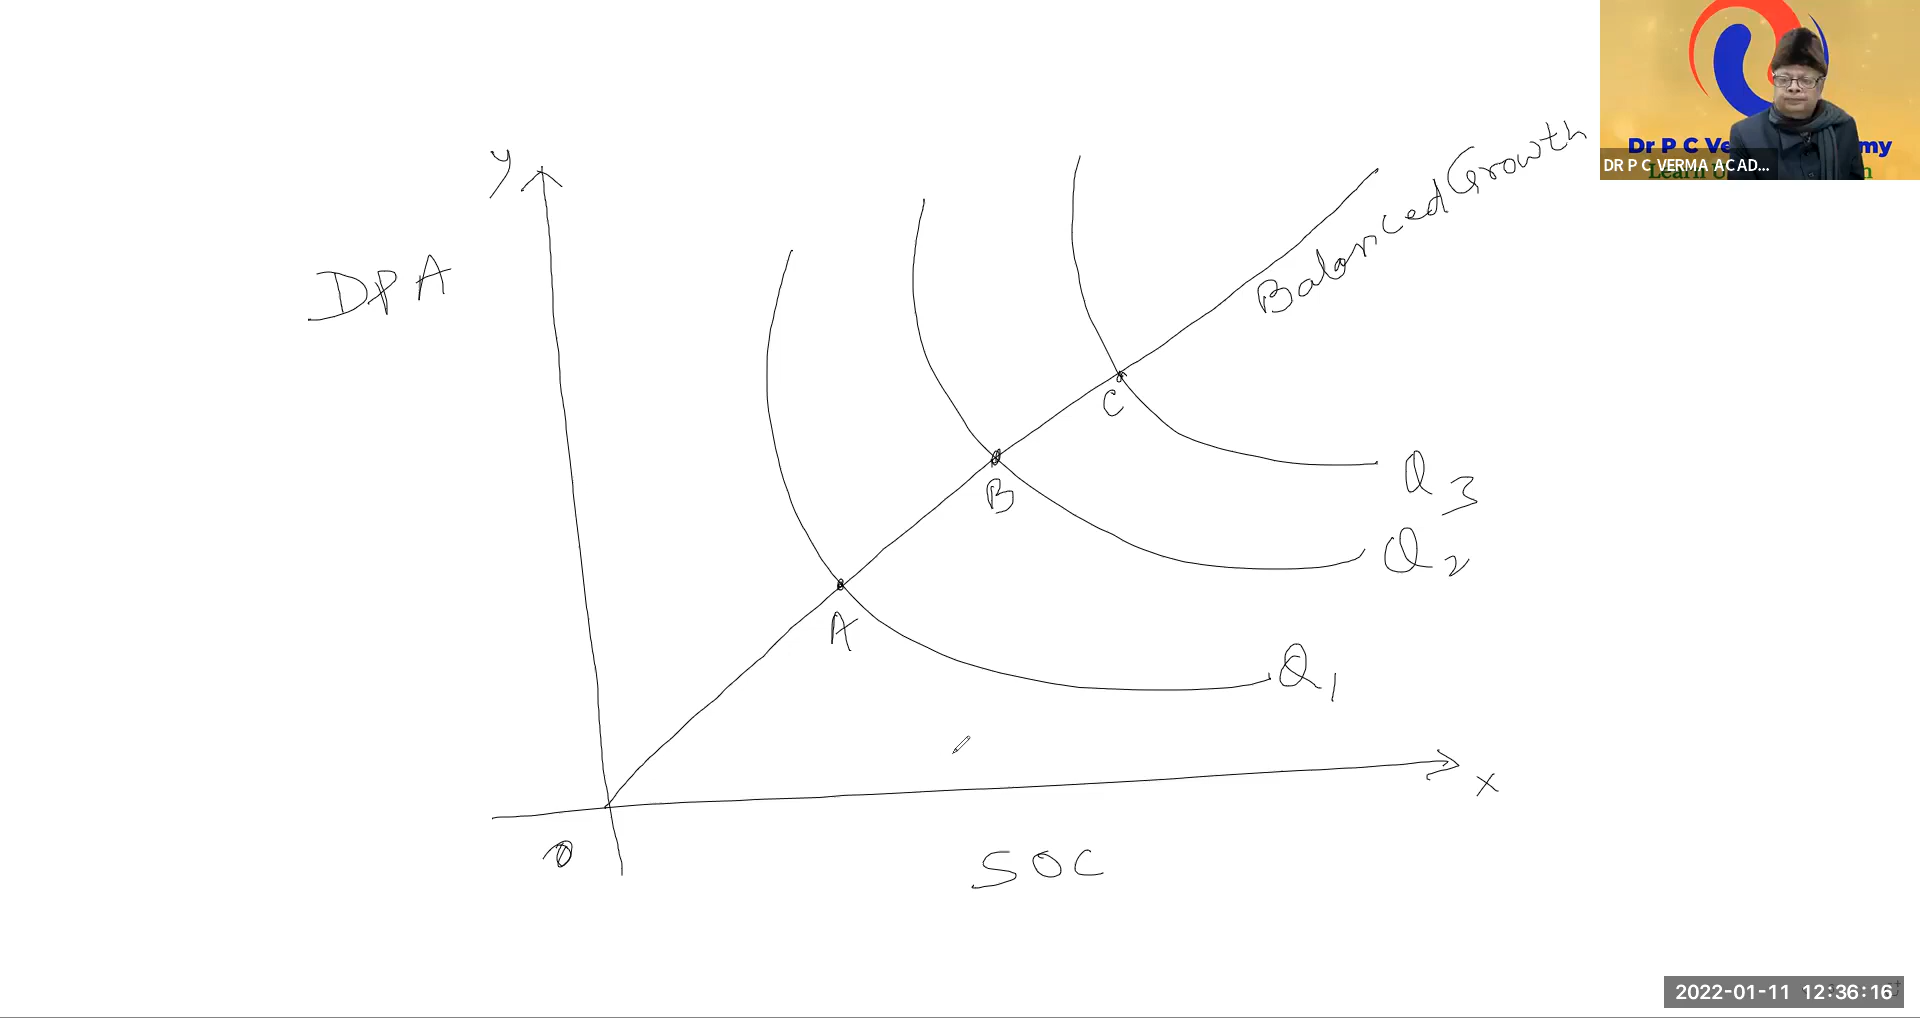 Dr P C Ve my
DR P C VERMA ACAD...
Learn U n
Balanced Growth
y
DPA
C
Q3
B
Q2
A
Q1
x
0
SOC
2022-01-11 12:36:16